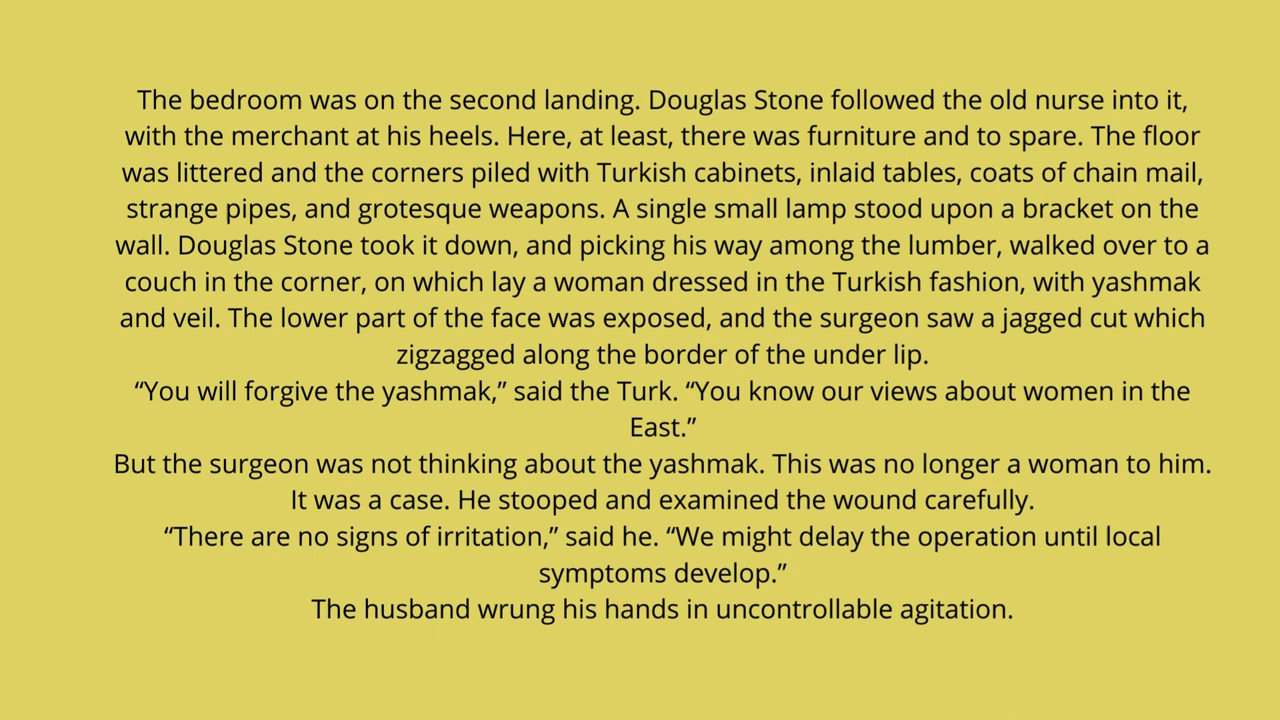 The bedroom was on the second landing. Douglas Stone followed the old nurse into it,
with the merchant at his heels. Here, at least, there was furniture and to spare. The floor
was littered and the corners piled with Turkish cabinets, inlaid tables, coats of chain mail,
strange pipes, and grotesque weapons. A single small lamp stood upon a bracket on the
wall. Douglas Stone took it down, and picking his way among the lumber, walked over to a
couch in the corner, on which lay a woman dressed in the Turkish fashion, with yashmak
and veil. The lower part of the face was exposed, and the surgeon saw a jagged cut which
zigzagged along the border of the under lip.
“You will forgive the yashmak,” said the Turk. “You know our views about women in the
East.”
But the surgeon was not thinking about the yashmak. This was no longer a woman to him.
It was a case. He stooped and examined the wound carefully.
“There are no signs of irritation,” said he. “We might delay the operation until local
symptoms develop.”
The husband wrung his hands in uncontrollable agitation.